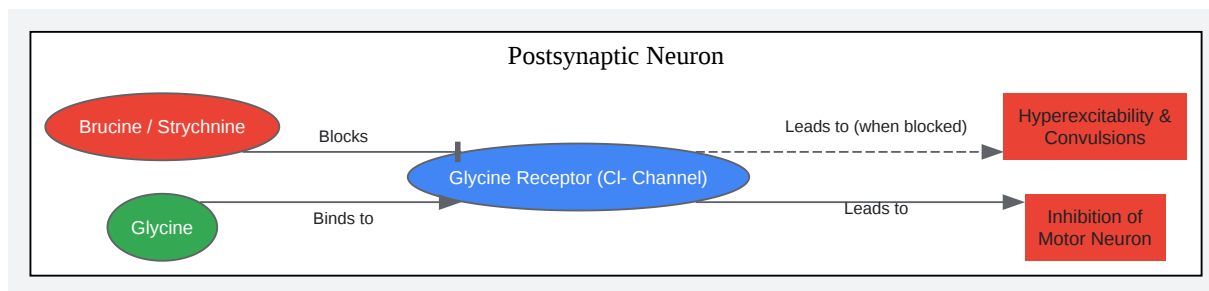 Postsynaptic Neuron
Brucine / Strychnine
Blocks
Leads to (when blocked)
Hyperexcitability &
Convulsions
Glycine Receptor (Cl- Channel)
Glycine
Binds to
Leads to
Inhibition of
Motor Neuron